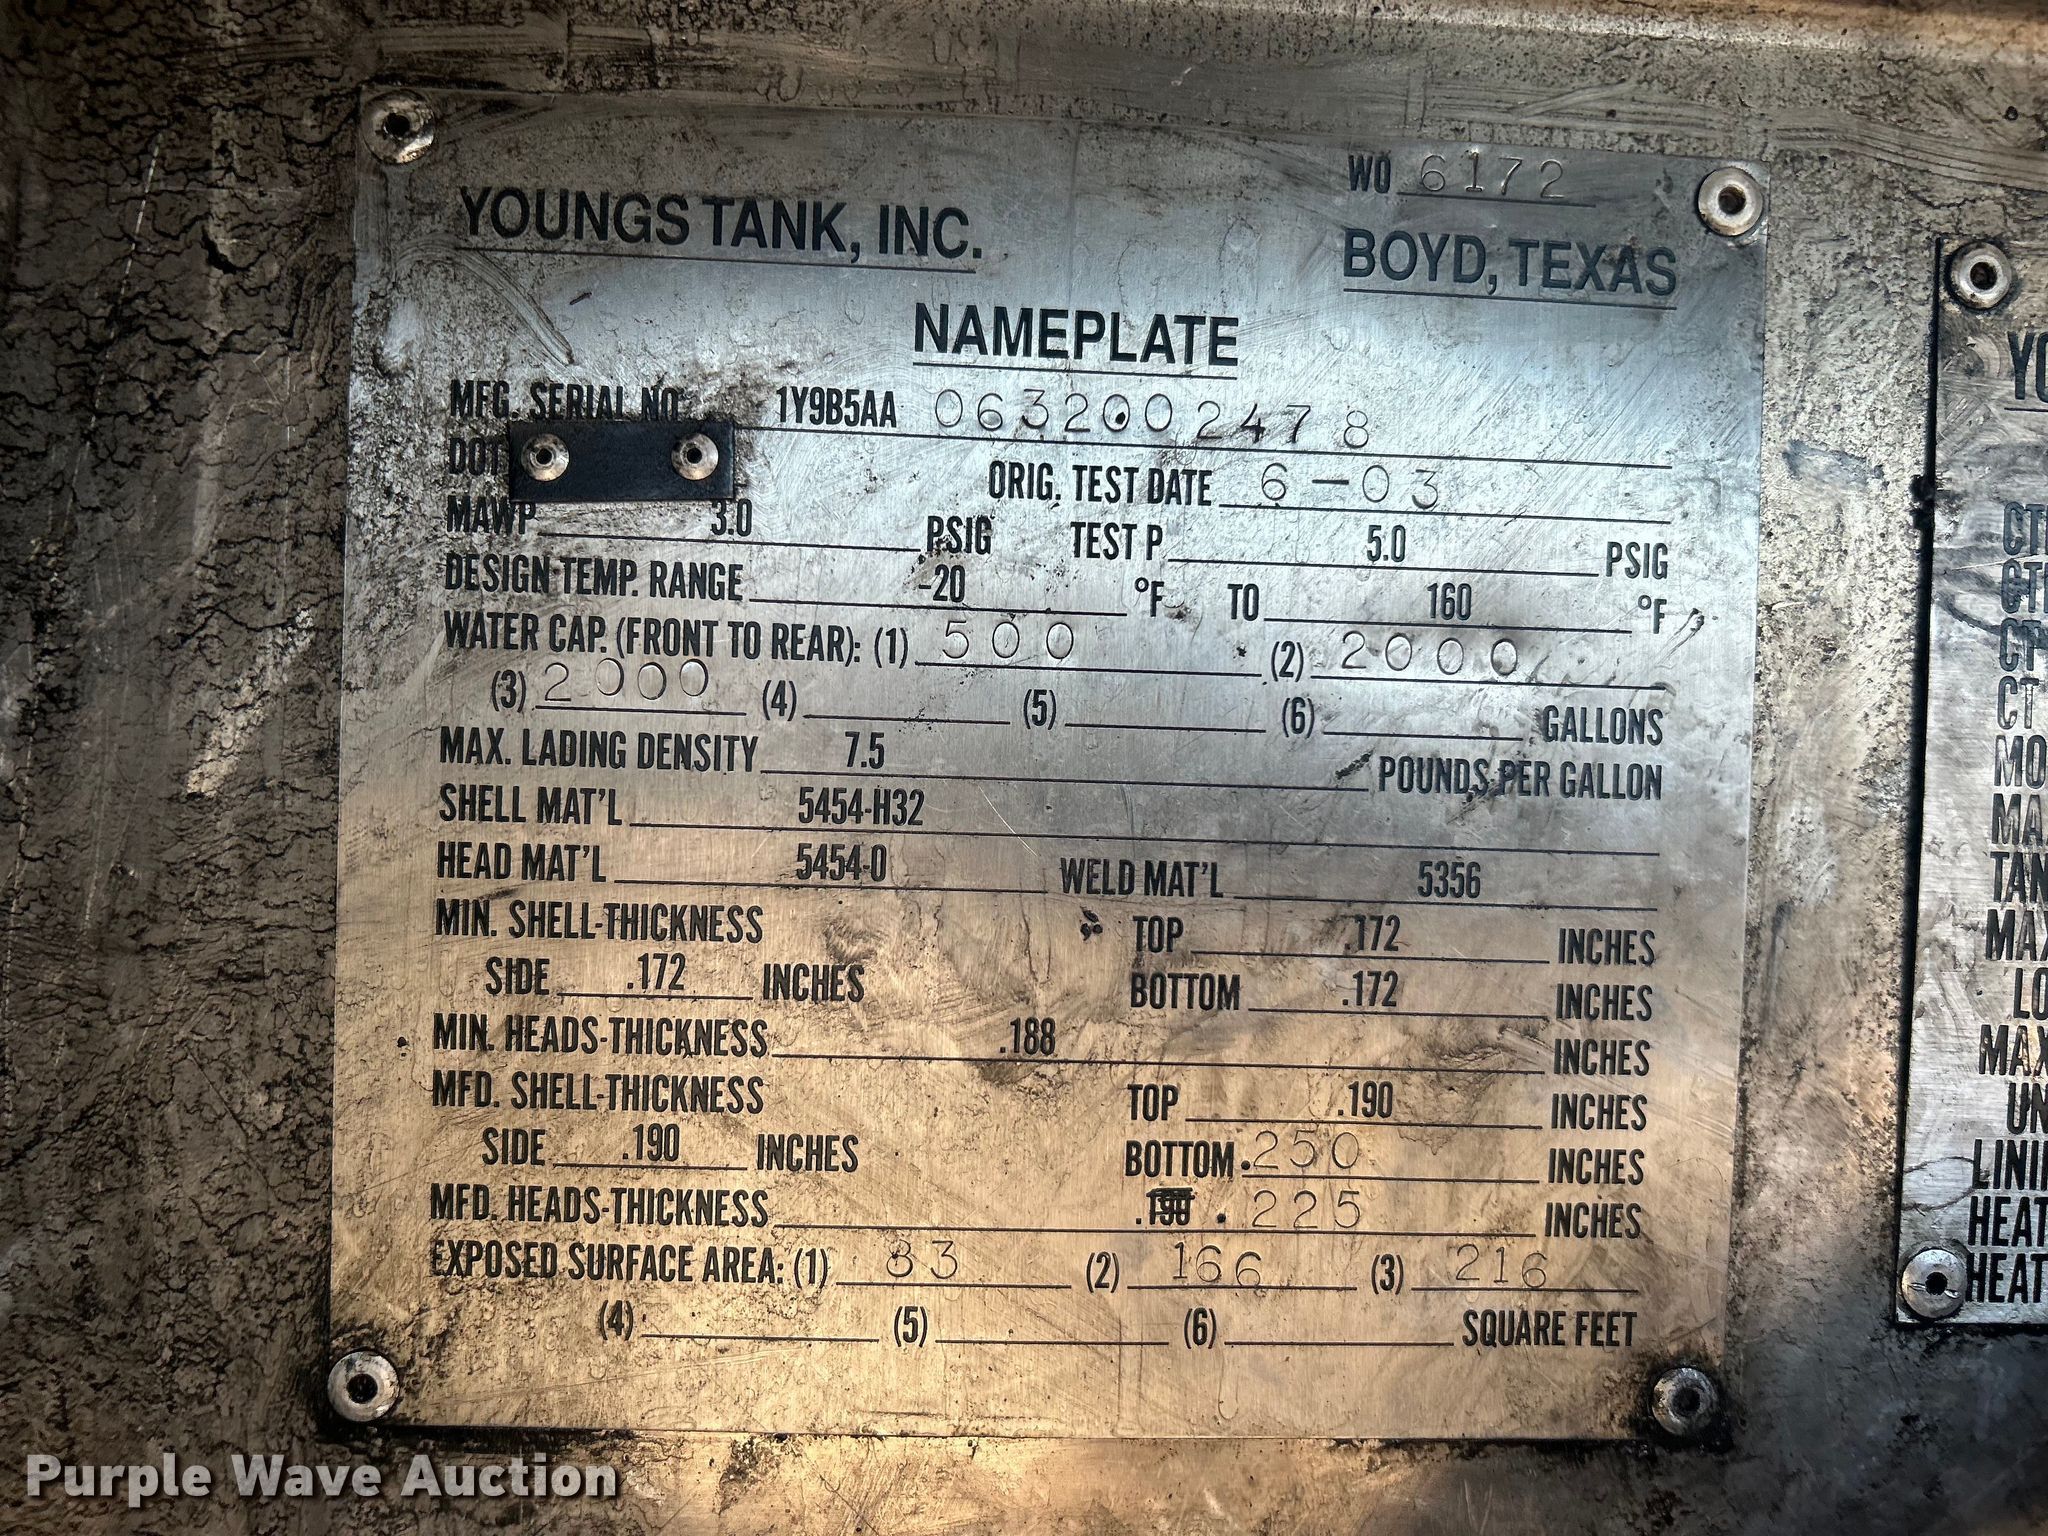 WO 6172
YOUNGS TANK, INC. BOYD, TEXAS
NAMEPLATE
MFG. SERIAL NO. 1Y9B5AA 0632002478
DOT ORIG. TEST DATE 6-03
MAWP 3.0 PSIG TEST P 5.0 PSIG
DESIGN TEMP. RANGE -20 °F TO 160 °F
WATER CAP. (FRONT TO REAR): (1) 500 (2) 2000
(3) 2000 (4) (5) (6) GALLONS
MAX. LADING DENSITY 7.5 POUNDS PER GALLON
SHELL MAT'L 5454-H32
HEAD MAT'L 5454-0 WELD MAT'L 5356
MIN. SHELL-THICKNESS TOP .172 INCHES
SIDE .172 INCHES BOTTOM .172 INCHES
MIN. HEADS-THICKNESS .188 INCHES
MFD. SHELL-THICKNESS TOP .190 INCHES
SIDE .190 INCHES BOTTOM .250 INCHES
MFD. HEADS-THICKNESS .190 .225 INCHES
EXPOSED SURFACE AREA: (1) 83 (2) 166 (3) 216
(4) (5) (6) SQUARE FEET
Purple Wave Auction